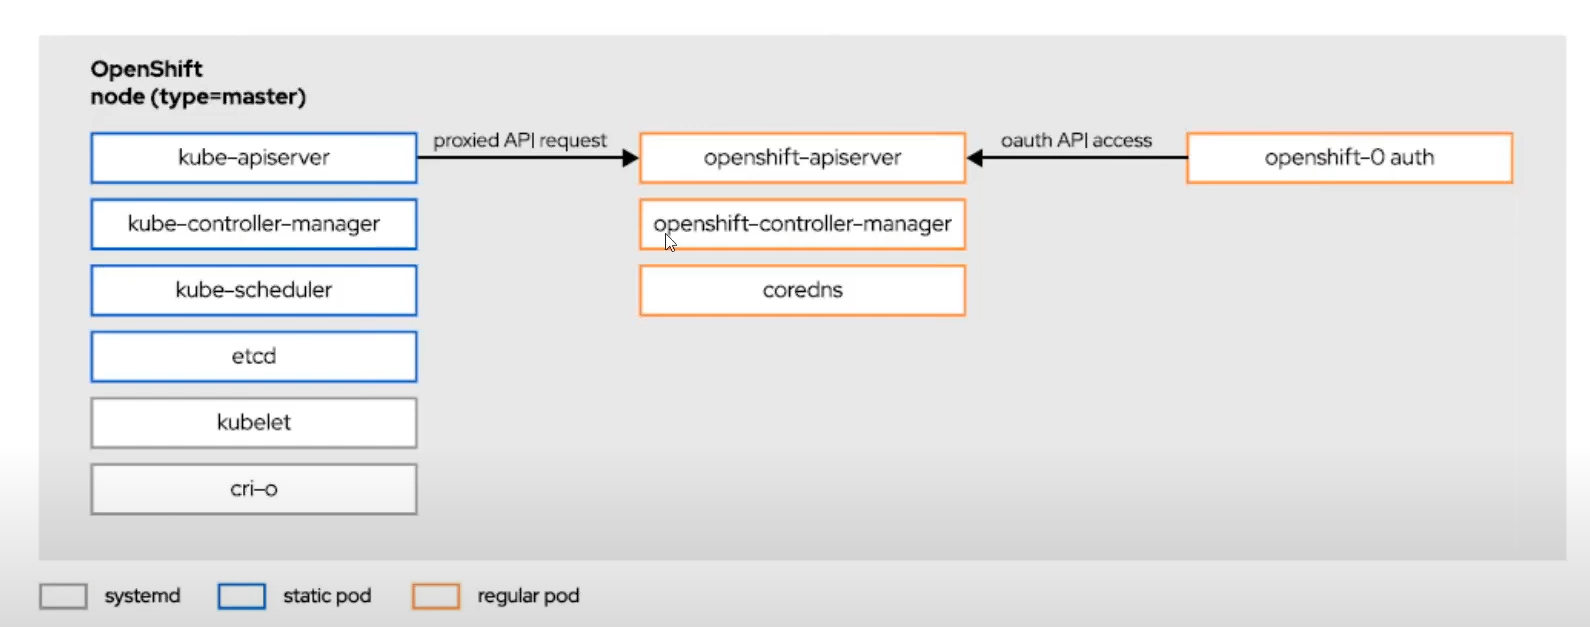 OpenShift
node (type=master)
kube-apiserver
proxied API request
openshift-apiserver
oauth API access
openshift-O auth
kube-controller-manager
openshift-controller-manager
kube-scheduler
coredns
etcd
kubelet
cri-o
systemd
static pod
regular pod